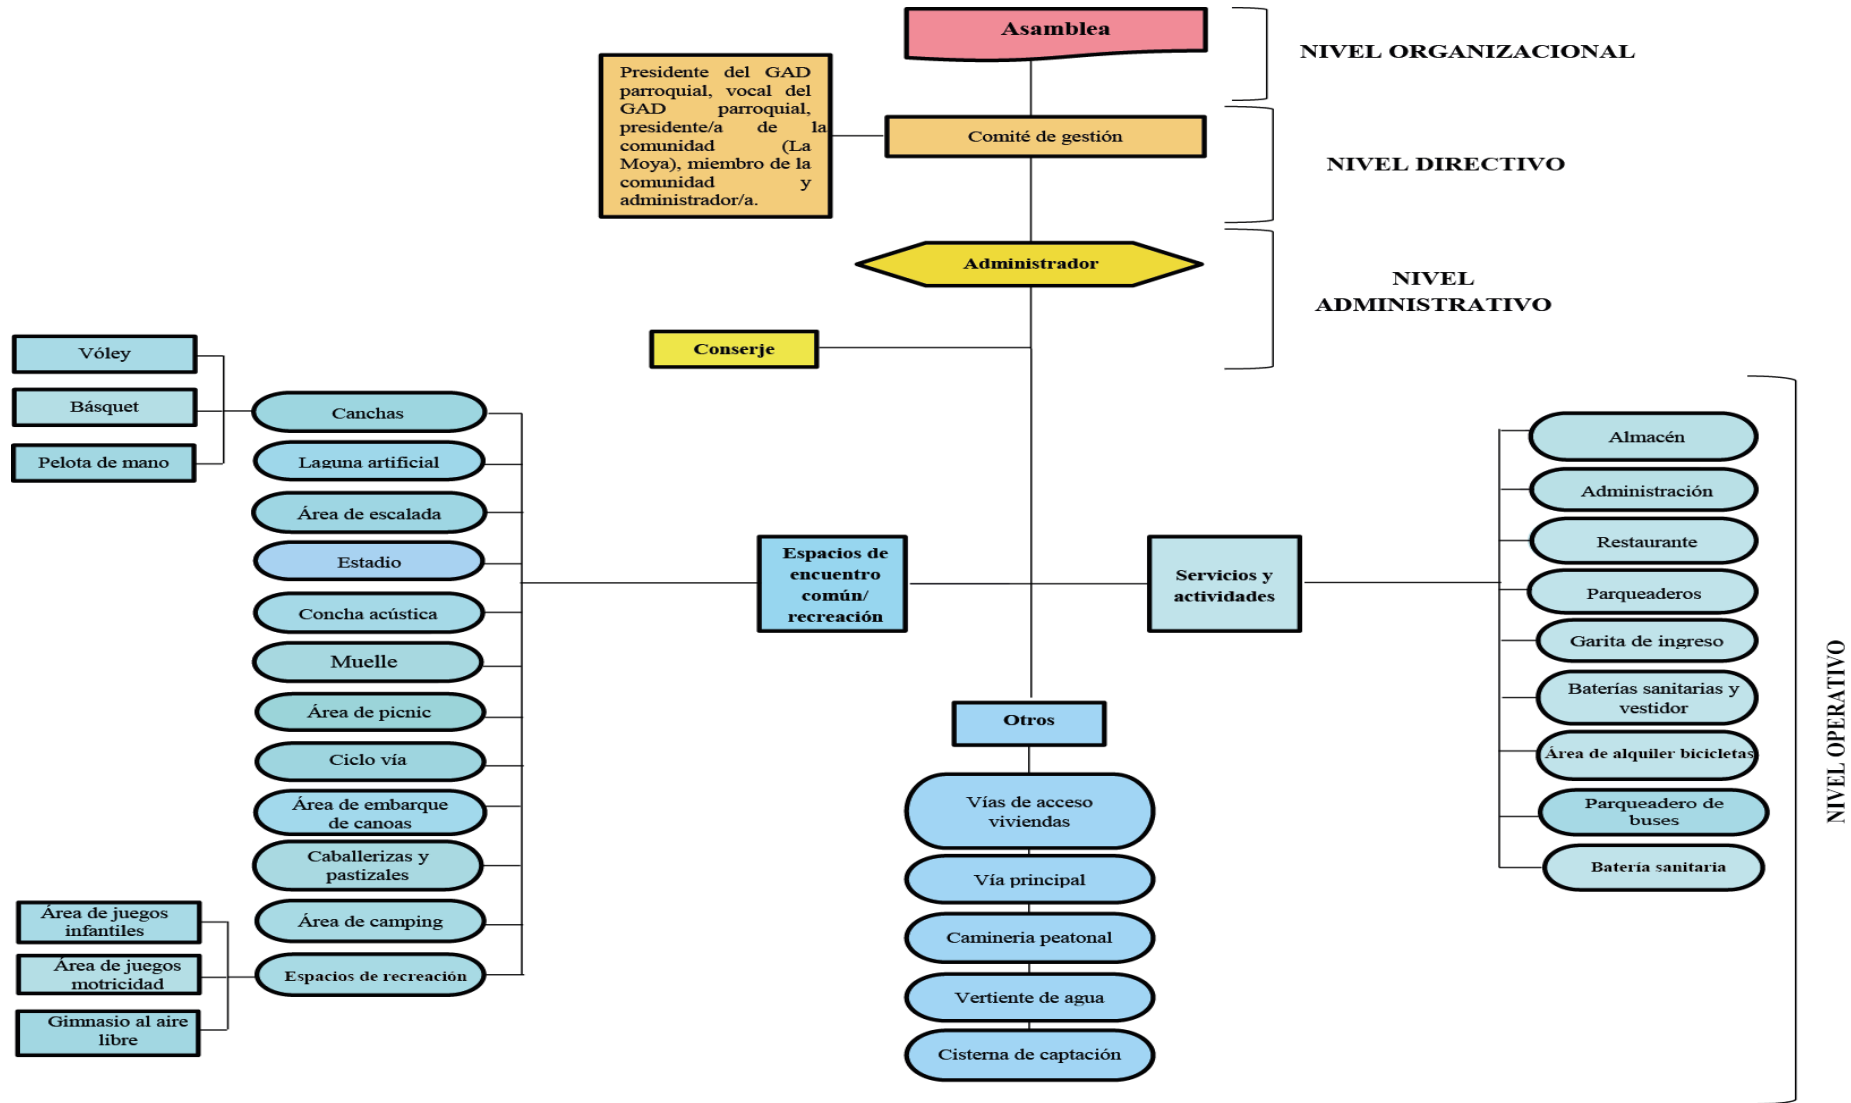 Asamblea
NIVEL ORGANIZACIONAL
Presidente del GAD
parroquial, vocal del
GAD parroquial,
presidente/a de la
comunidad (La
Moya), miembro de la
comunidad y
administrador/a.
Comité de gestión
NIVEL DIRECTIVO
Administrador
NIVEL
ADMINISTRATIVO
Conserje
Vóley
Básquet
Pelota de mano
Canchas
Laguna artificial
Área de escalada
Estadio
Concha acústica
Muelle
Área de picnic
Ciclo vía
Área de embarque
de canoas
Caballerizas y
pastizales
Área de camping
Espacios de recreación
Área de juegos
infantiles
Área de juegos
motricidad
Gimnasio al aire
libre
Espacios de
encuentro
común/
recreación
Servicios y
actividades
Otros
Vías de acceso
viviendas
Vía principal
Camineria peatonal
Vertiente de agua
Cisterna de captación
Almacén
Administración
Restaurante
Parqueaderos
Garita de ingreso
Baterías sanitarias y
vestidor
Área de alquiler bicicletas
Parqueadero de
buses
Batería sanitaria
NIVEL OPERATIVO